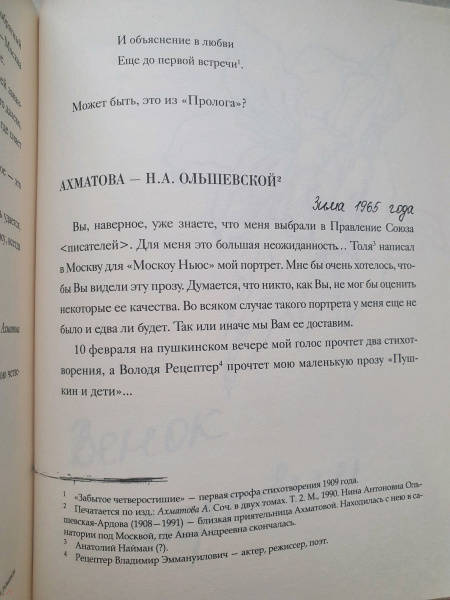 И объяснение в любви
Еще до первой встречи¹.
Может быть, это из «Пролога»?
АХМАТОВА — Н.А. ОЛЬШЕВСКОЙ²
Зима 1965 года
Вы, наверное, уже знаете, что меня выбрали в Правление Союза
<писателей>. Для меня это большая неожиданность... Толя³ написал
в Москву для «Москоу Ньюс» мой портрет. Мне бы очень хотелось, что-
бы Вы видели эту прозу. Думается, что никто, как Вы, не мог бы оценить
некоторые ее качества. Во всяком случае такого портрета у меня еще не
было и едва ли будет. Так или иначе мы Вам ее доставим.
10 февраля на пушкинском вечере мой голос прочтет два стихот-
ворения, а Володя Рецептер⁴ прочтет мою маленькую прозу «Пуш-
кин и дети»...
Венок
1 «Забытое четверостишие» — первая строфа стихотворения 1909 года.
2 Печатается по изд.: Ахматова А. Соч. в двух томах. Т. 2. М., 1990. Нина Антоновна Оль-
шевская-Ардова (1908—1991) — близкая приятельница Ахматовой. Находилась с нею в са-
натории под Москвой, где Анна Андреевна скончалась.
3 Анатолий Найман (?).
4 Рецептер Владимир Эммануилович — актер, режиссер, поэт.